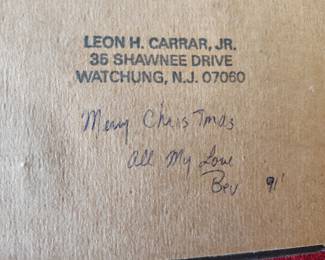 LEON H. CARRAR, JR.
35 SHAWNEE DRIVE
WATCHUNG, N.J. 07060
Merry Christmas
All My Love
Bev 91'